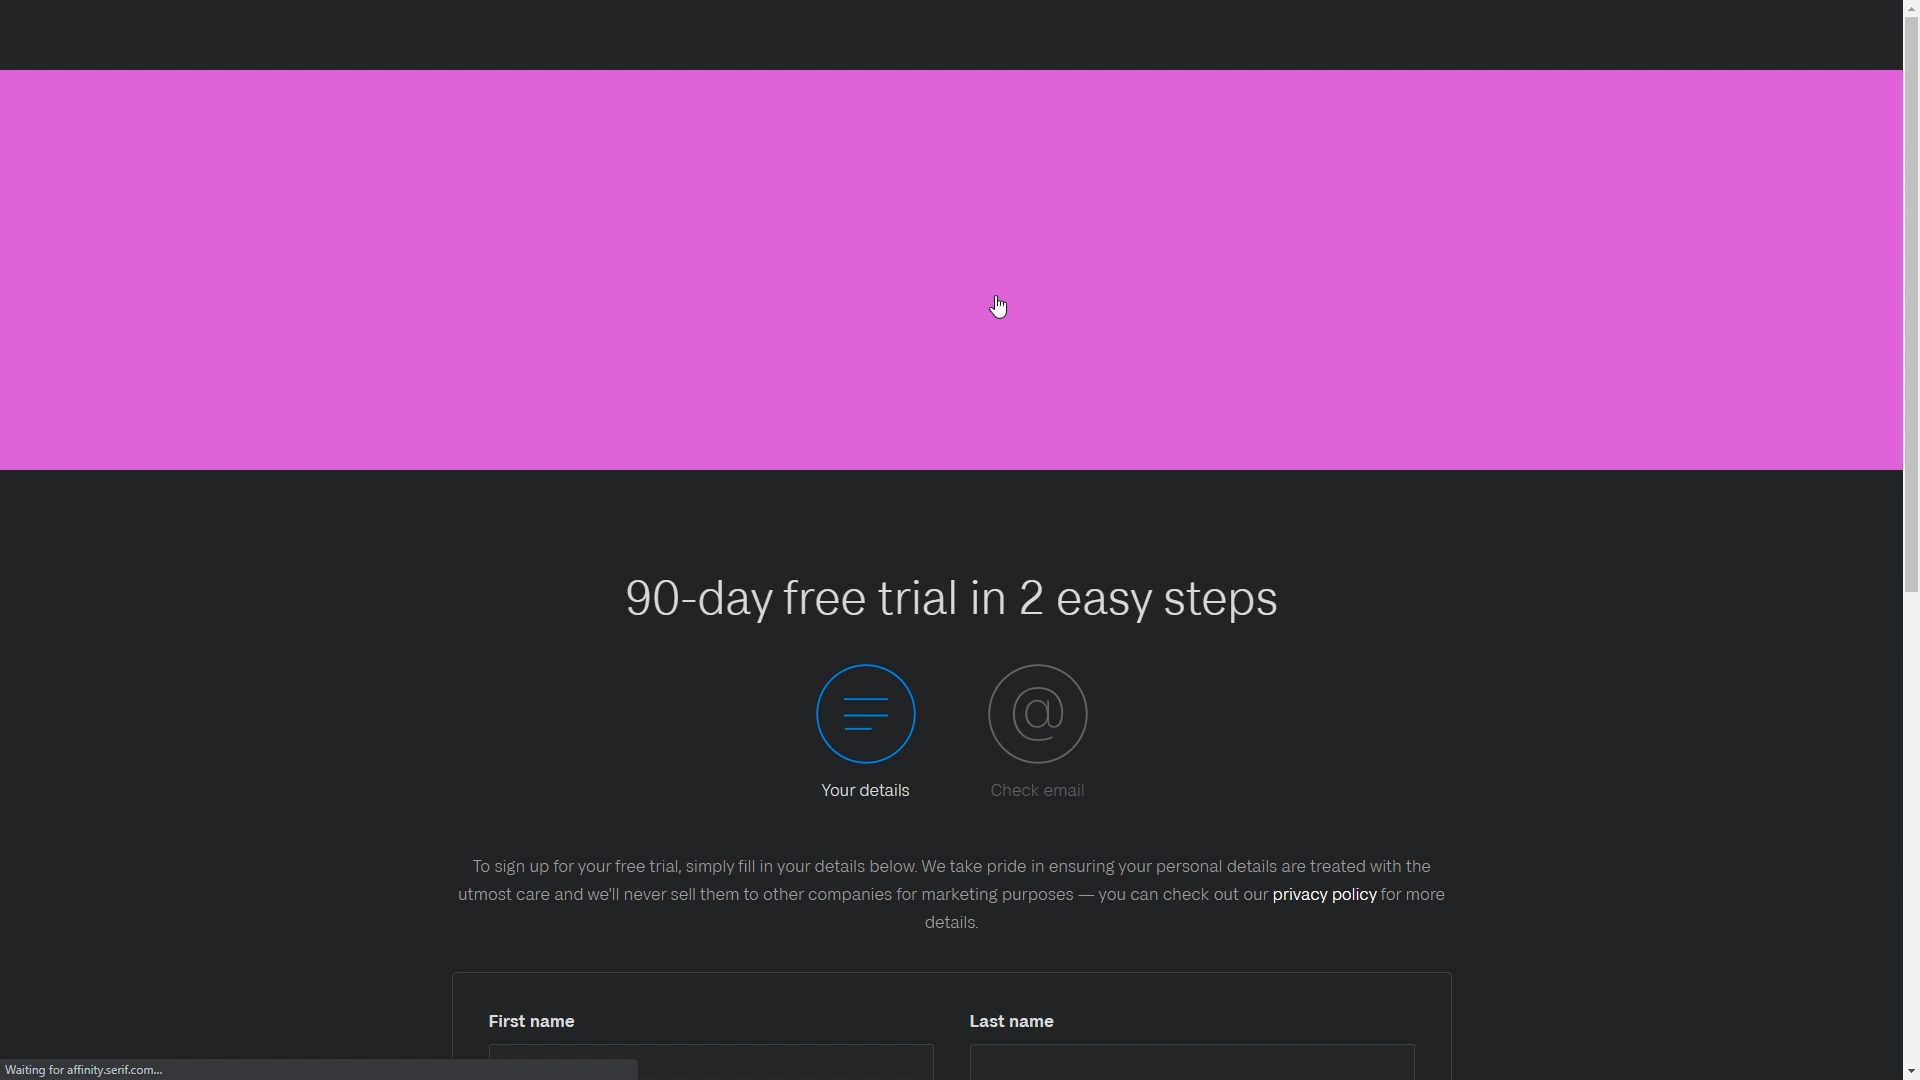 90-day free trial in 2 easy steps
@
Your details
Check email
To sign up for your free trial, simply fill in your details below. We take pride in ensuring your personal details are treated with the
utmost care and we'll never sell them to other companies for marketing purposes — you can check out our privacy policy for more
details.
First name
Last name
Waiting for affinity.serif.com...